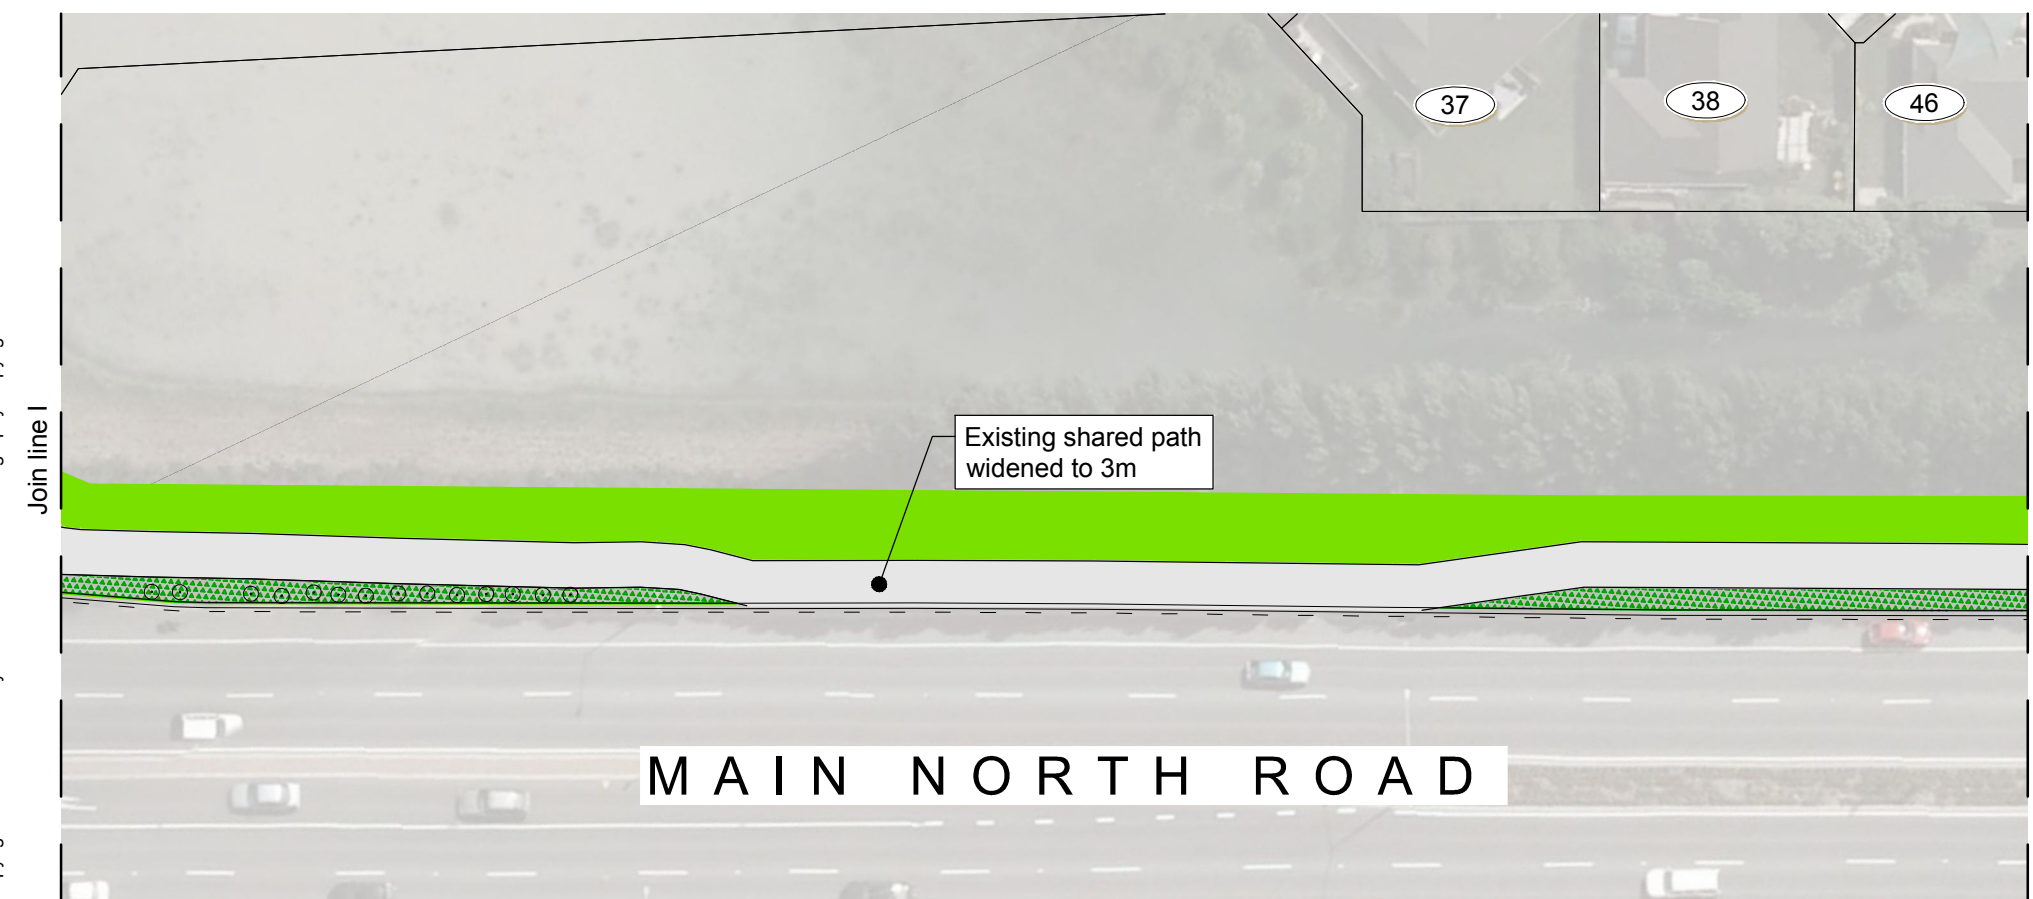 37
38
46
Join line I
Existing shared path
widened to 3m
MAIN NORTH ROAD